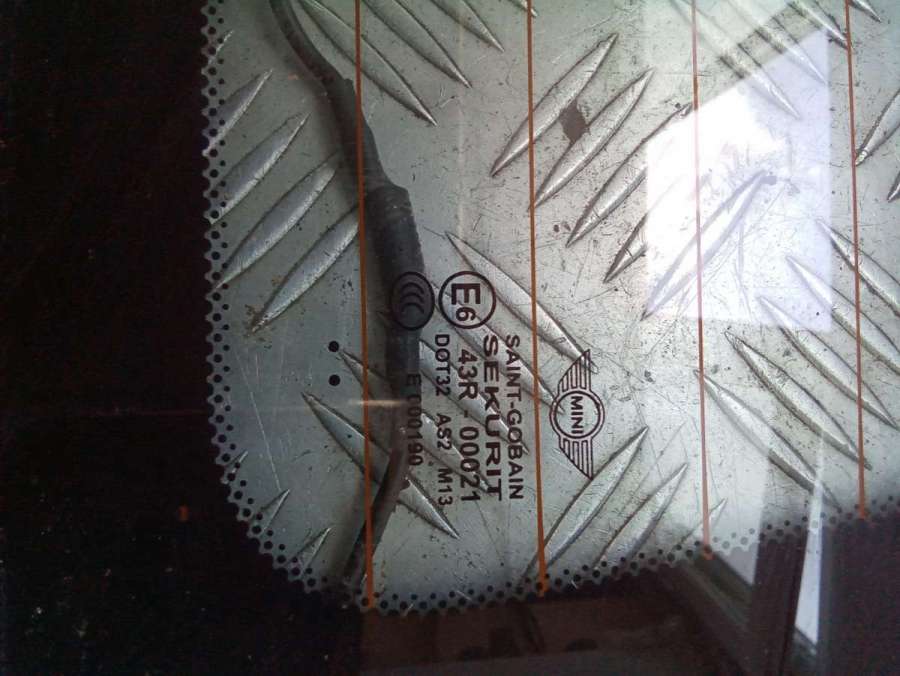 MINI
SAINT-GOBAIN
SEKURIT
E6 43R - 00021
DOT32 AS2 M13
E000190